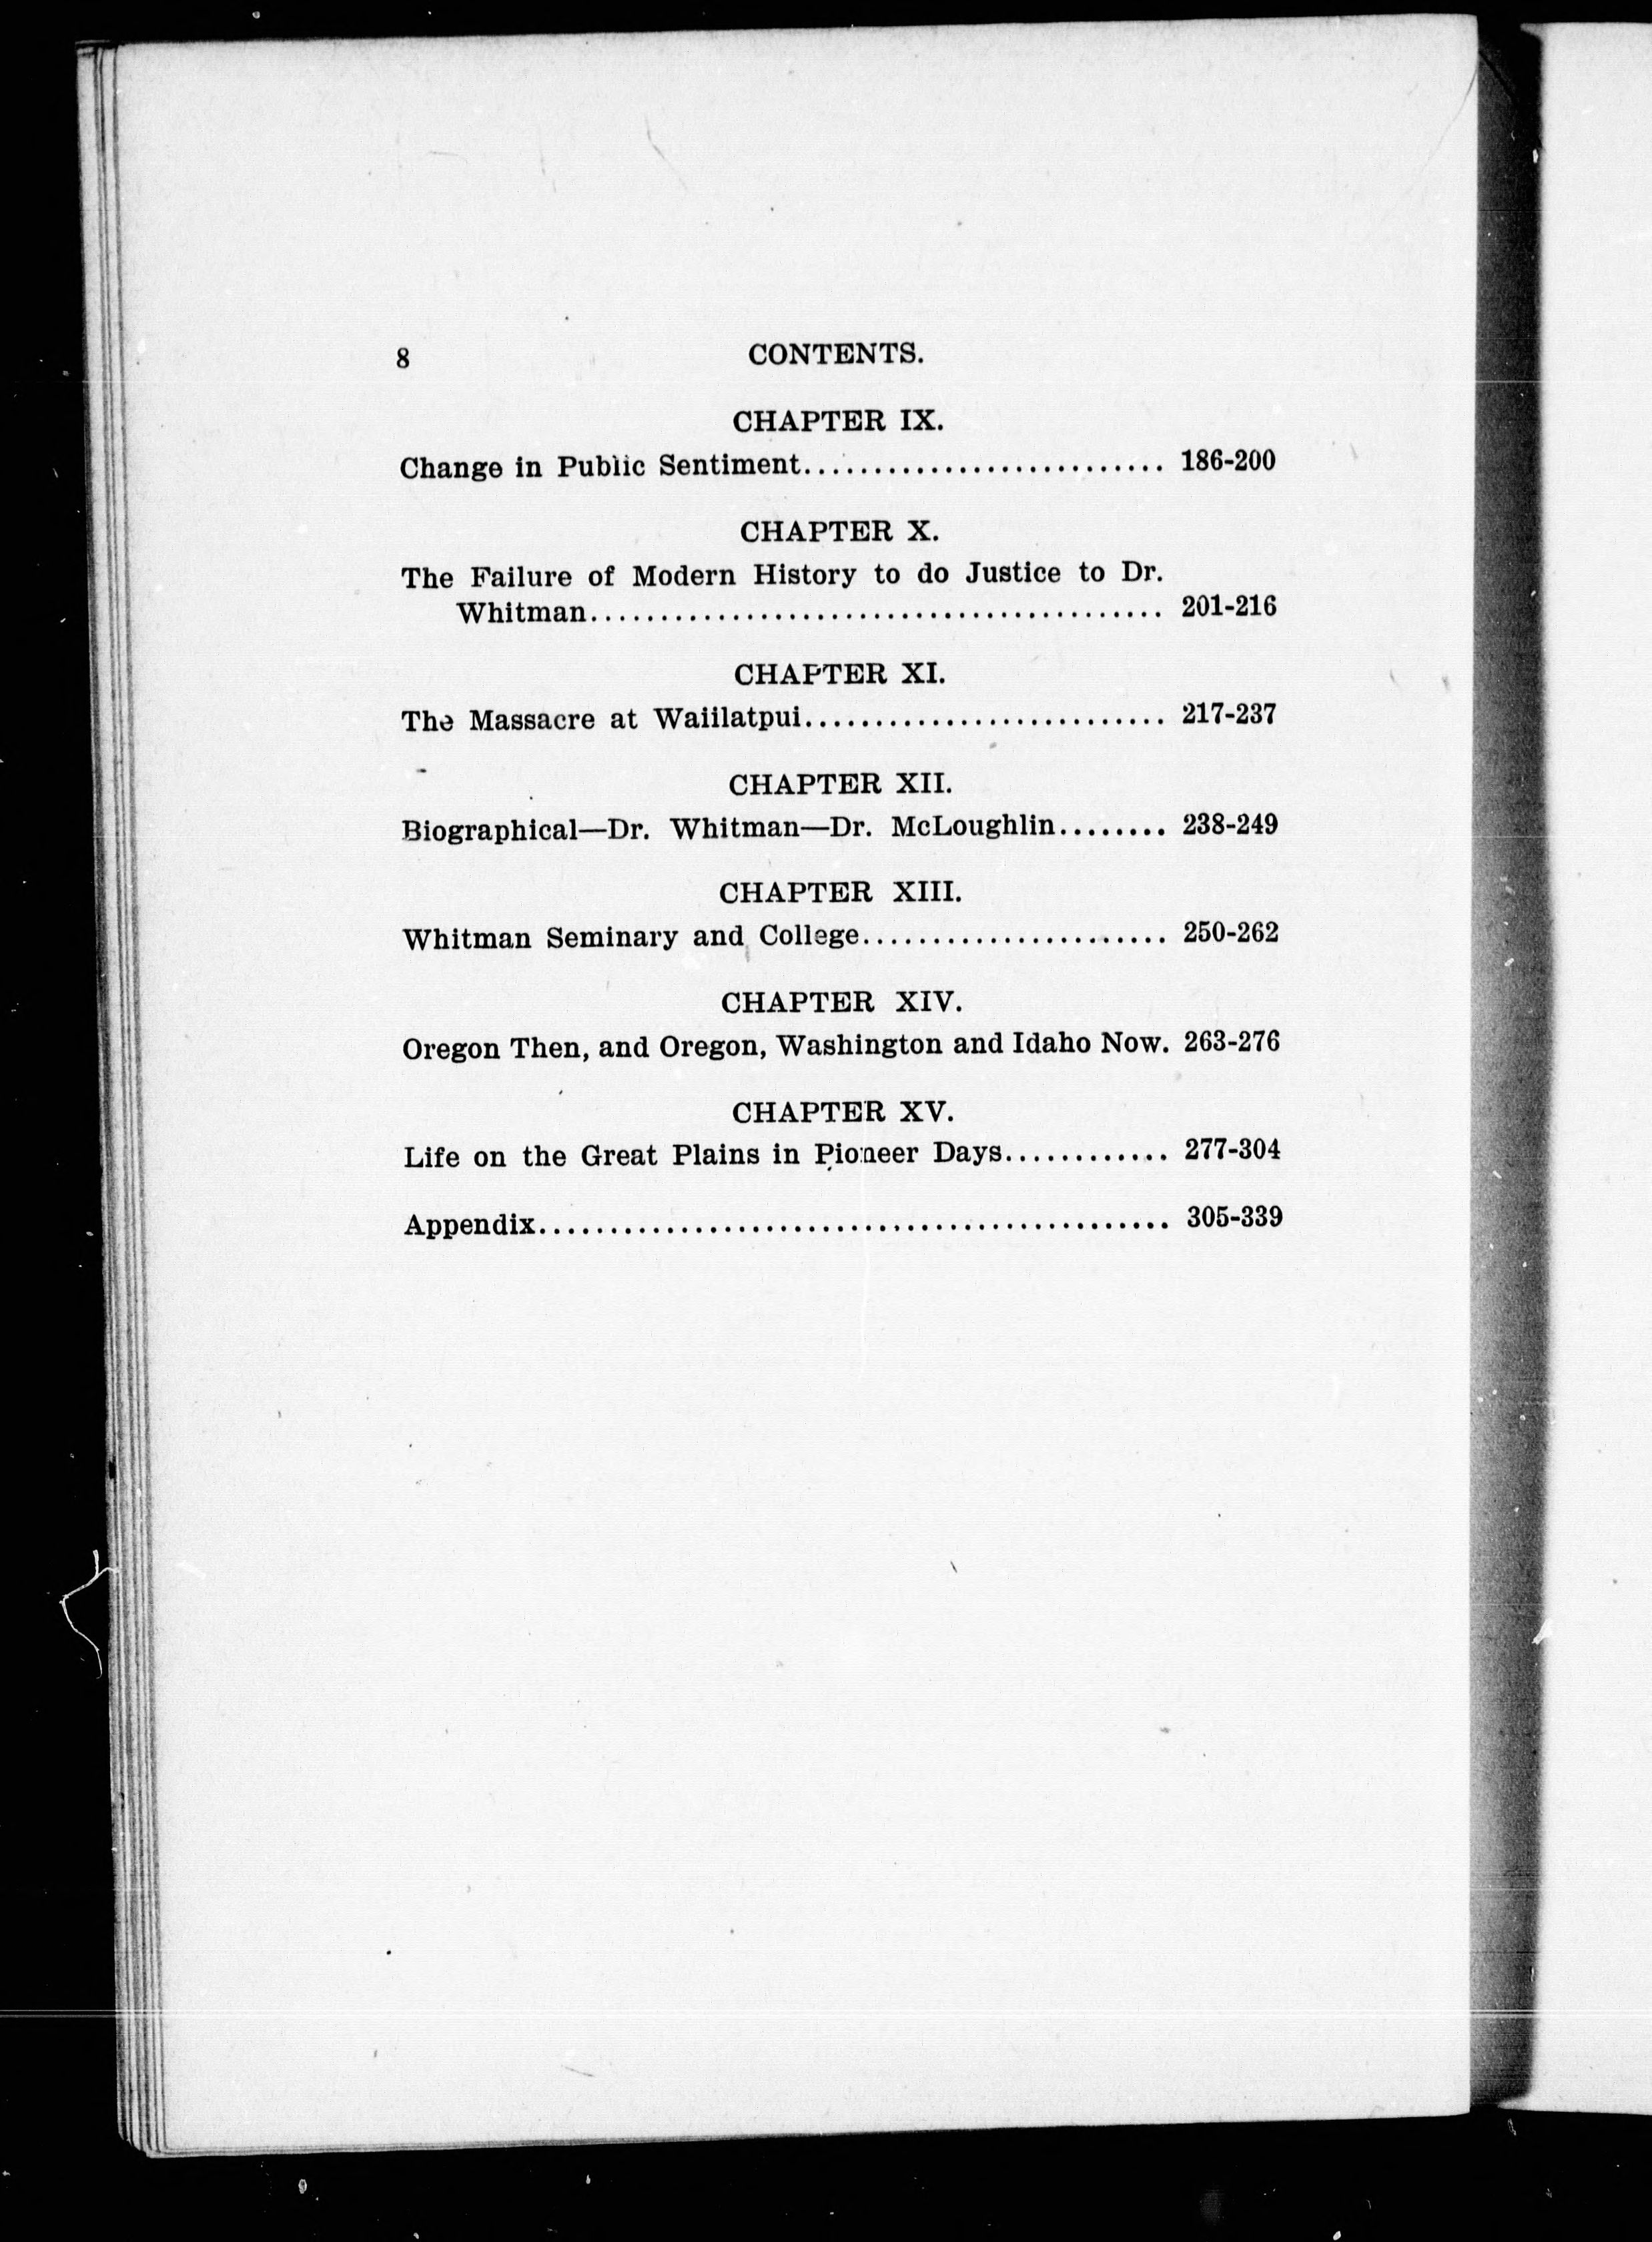 8 CONTENTS.
CHAPTER IX.
Change in Public Sentiment.......................... 186-200
CHAPTER X.
The Failure of Modern History to do Justice to Dr.
Whitman........................................ 201-216
CHAPTER XI.
The Massacre at Waiilatpui.......................... 217-237
CHAPTER XII.
Biographical—Dr. Whitman—Dr. McLoughlin........ 238-249
CHAPTER XIII.
Whitman Seminary and College...................... 250-262
CHAPTER XIV.
Oregon Then, and Oregon, Washington and Idaho Now. 263-276
CHAPTER XV.
Life on the Great Plains in Pioneer Days............ 277-304
Appendix............................................. 305-339